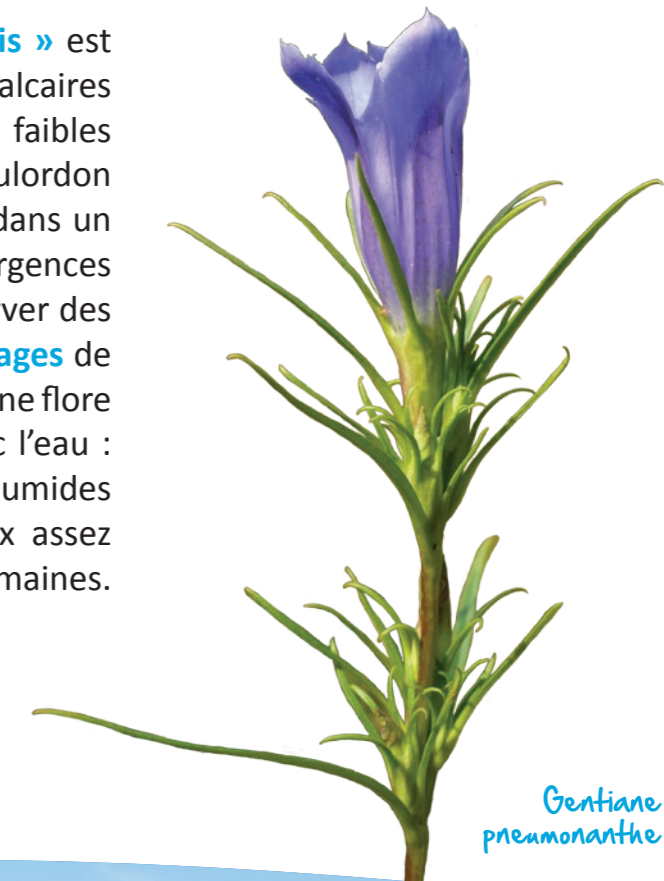 is » est
alcaires
faibles
ulordon
dans un
ergences
ver des
ages de
ne flore
c l’eau :
umides
x assez
maines.
Gentiane
pneumonanthe